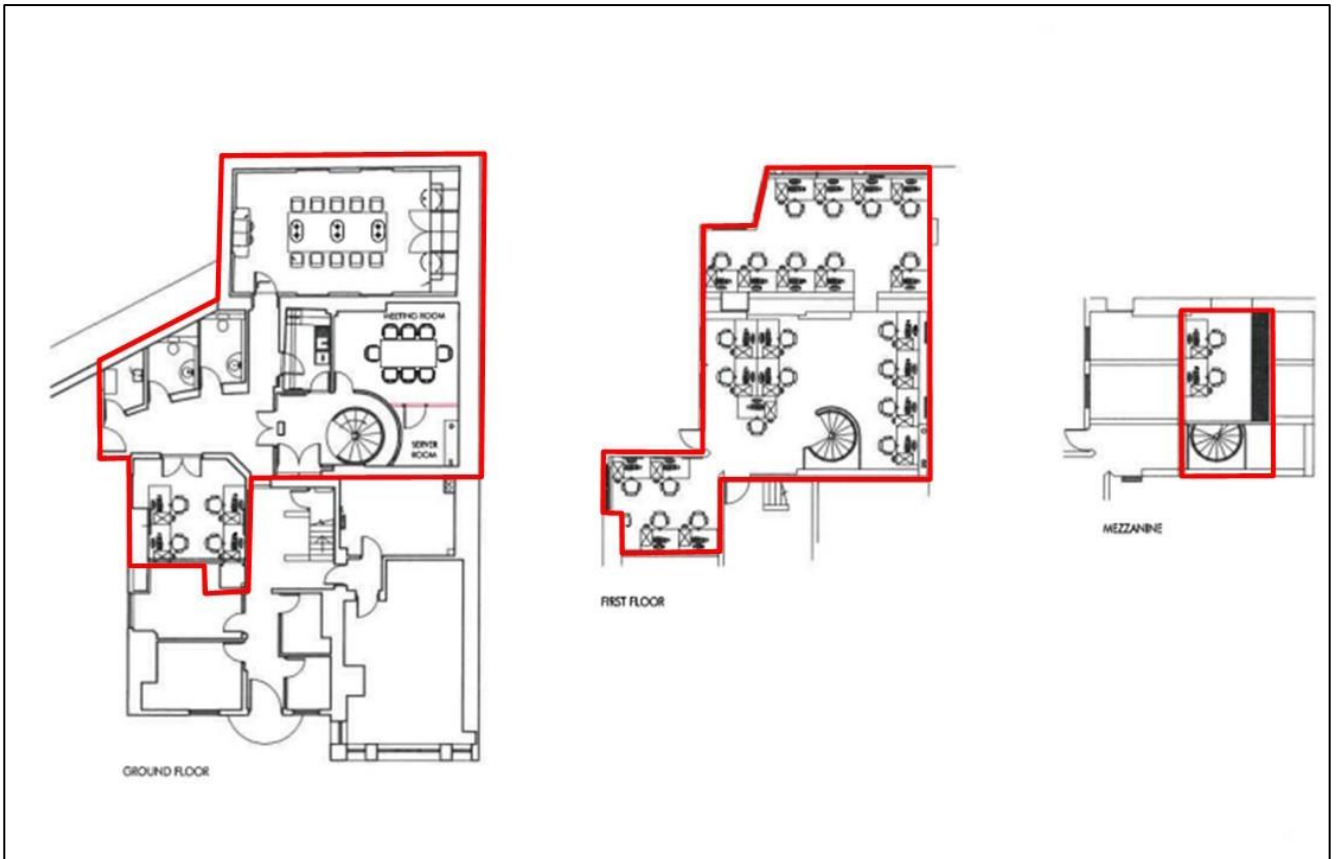 MEETING ROOM
SERVER
ROOM
GROUND FLOOR
FIRST FLOOR
MEZZANINE